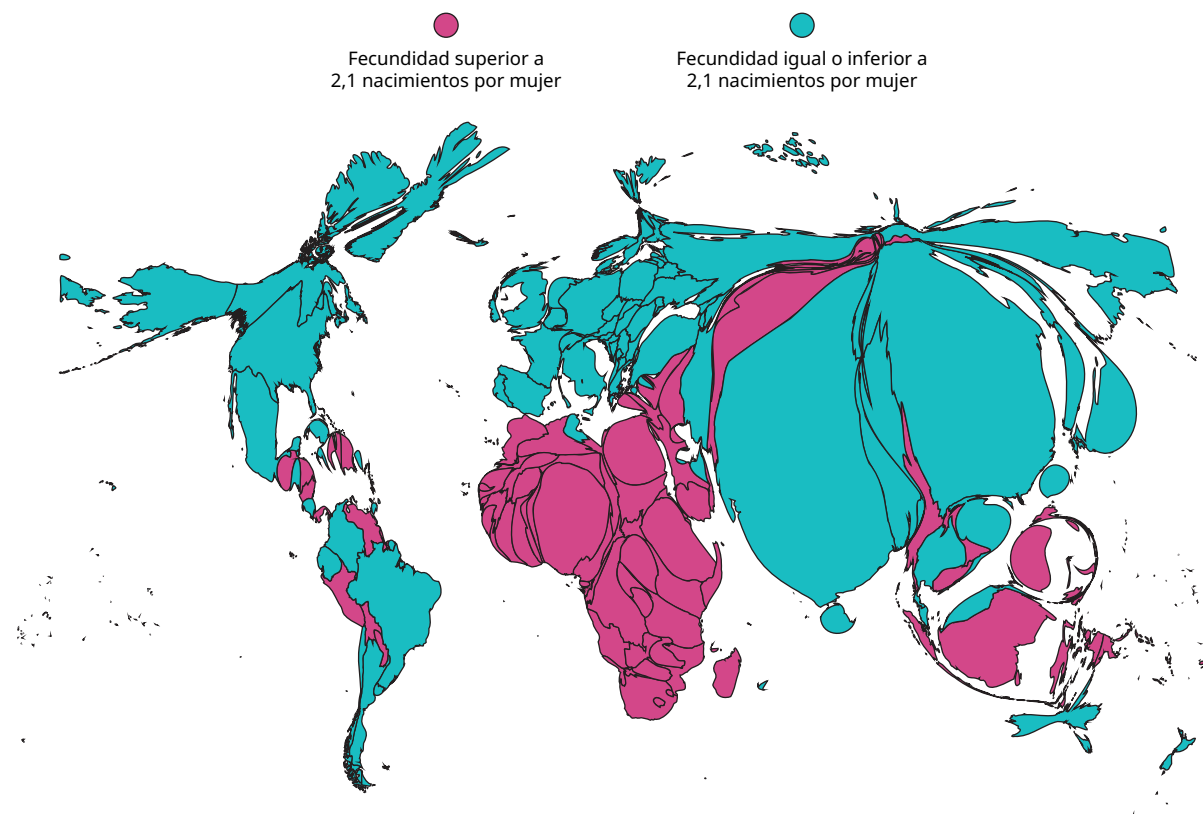 Fecundidad superior a
2,1 nacimientos por mujer
Fecundidad igual o inferior a
2,1 nacimientos por mujer